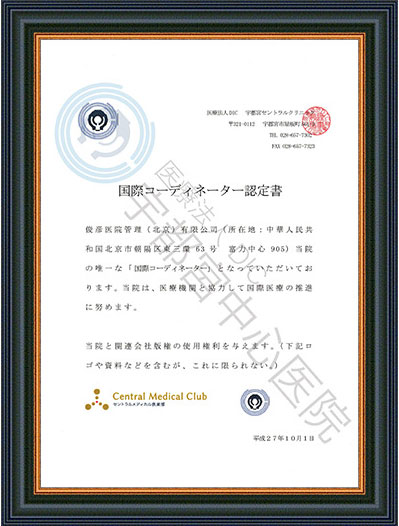 医療法人DIC　宇都宮セントラルクリニック
〒321-0112　宇都宮市屋板町
TEL 028-657-7302
FAX 028-657-7323
国際コーディネーター認定書
俊彦医院管理（北京）有限公司（所在地：中華人民共
和国北京市朝陽区東三環 63 号　富力中心 905）当院
の唯一な「国際コーディネーター」となっていただいてお
ります。当院は、医療機関と協力して国際医療の推進
に努めます。
当院と関連会社版権の使用権利を与えます。（下記ロ
ゴや資料などを含むが、これに限られない。）
Central Medical Club
セントラルメディカル倶楽部
平成27年10月1日
医療法人DIC
宇都宮中心医院